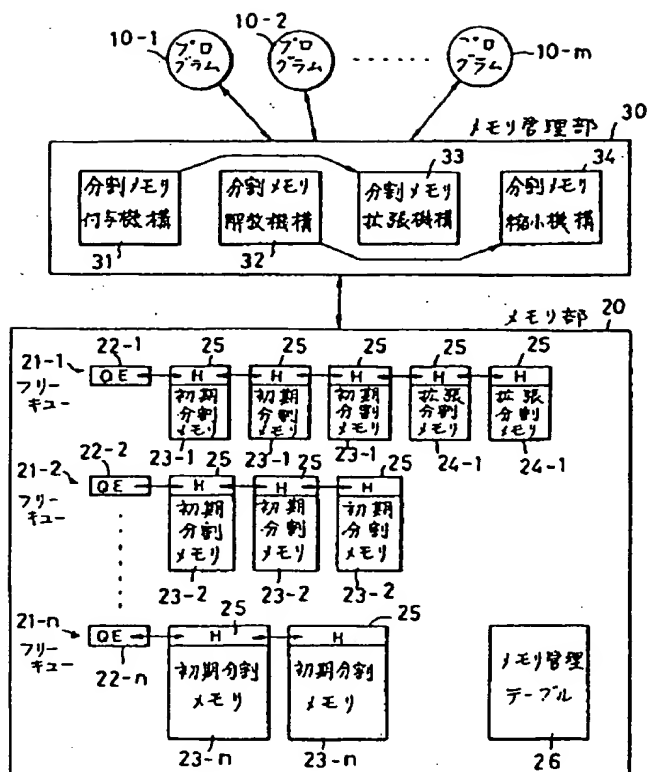 10-1
プロ
グラム
10-2
プロ
グラム
プロ
グラム
10-m
メモリ管理部
30
分割メモリ
付与機構
31
分割メモリ
解放機構
32
33
分割メモリ
拡張機構
34
分割メモリ
縮小機構
メモリ部
20
21-1
フリー
キュー
22-1
QE
25
25
25
25
25
H
H
H
H
H
初期
分割
メモリ
初期
分割
メモリ
初期
分割
メモリ
拡張
分割
メモリ
拡張
分割
メモリ
23-1
23-1
23-1
24-1
24-1
21-2
フリー
キュー
22-2
QE
25
25
25
H
H
H
初期
分割
メモリ
初期
分割
メモリ
初期
分割
メモリ
23-2
23-2
23-2
21-n
フリー
キュー
QE
22-n
25
25
H
H
初期分割
メモリ
初期分割
メモリ
23-n
23-n
メモリ管理
テーブル
26